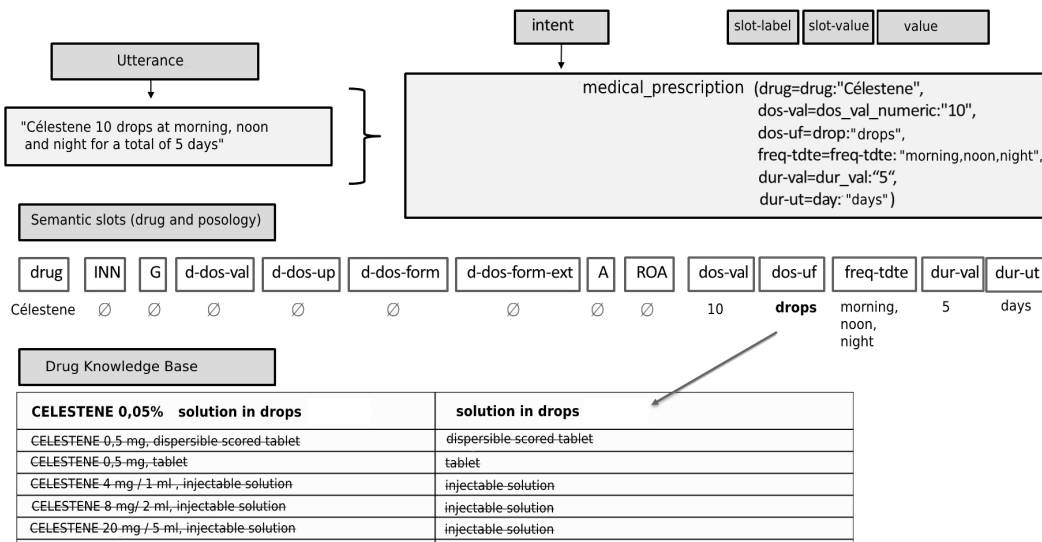 intent
slot-label slot-value value
Utterance
"Célestene 10 drops at morning, noon
and night for a total of 5 days"
medical_prescription (drug=drug:"Célestene",
dos-val=dos_val_numeric:"10",
dos-uf=drop:"drops",
freq-tdte=freq-tdte: "morning,noon,night",
dur-val=dur_val:“5“,
dur-ut=day: "days")
Semantic slots (drug and posology)
drug INN G d-dos-val d-dos-up d-dos-form d-dos-form-ext A ROA dos-val dos-uf freq-tdte dur-val dur-ut
Célestene ∅ ∅ ∅ ∅ ∅ ∅ ∅ ∅ 10 drops morning, 5 days
noon,
night
Drug Knowledge Base
CELESTENE 0,05% solution in drops solution in drops
CELESTENE 0,5 mg, dispersible scored tablet dispersible scored tablet
CELESTENE 0,5 mg, tablet tablet
CELESTENE 4 mg / 1 ml , injectable solution injectable solution
CELESTENE 8 mg/ 2 ml, injectable solution injectable solution
CELESTENE 20 mg / 5 ml, injectable solution injectable solution